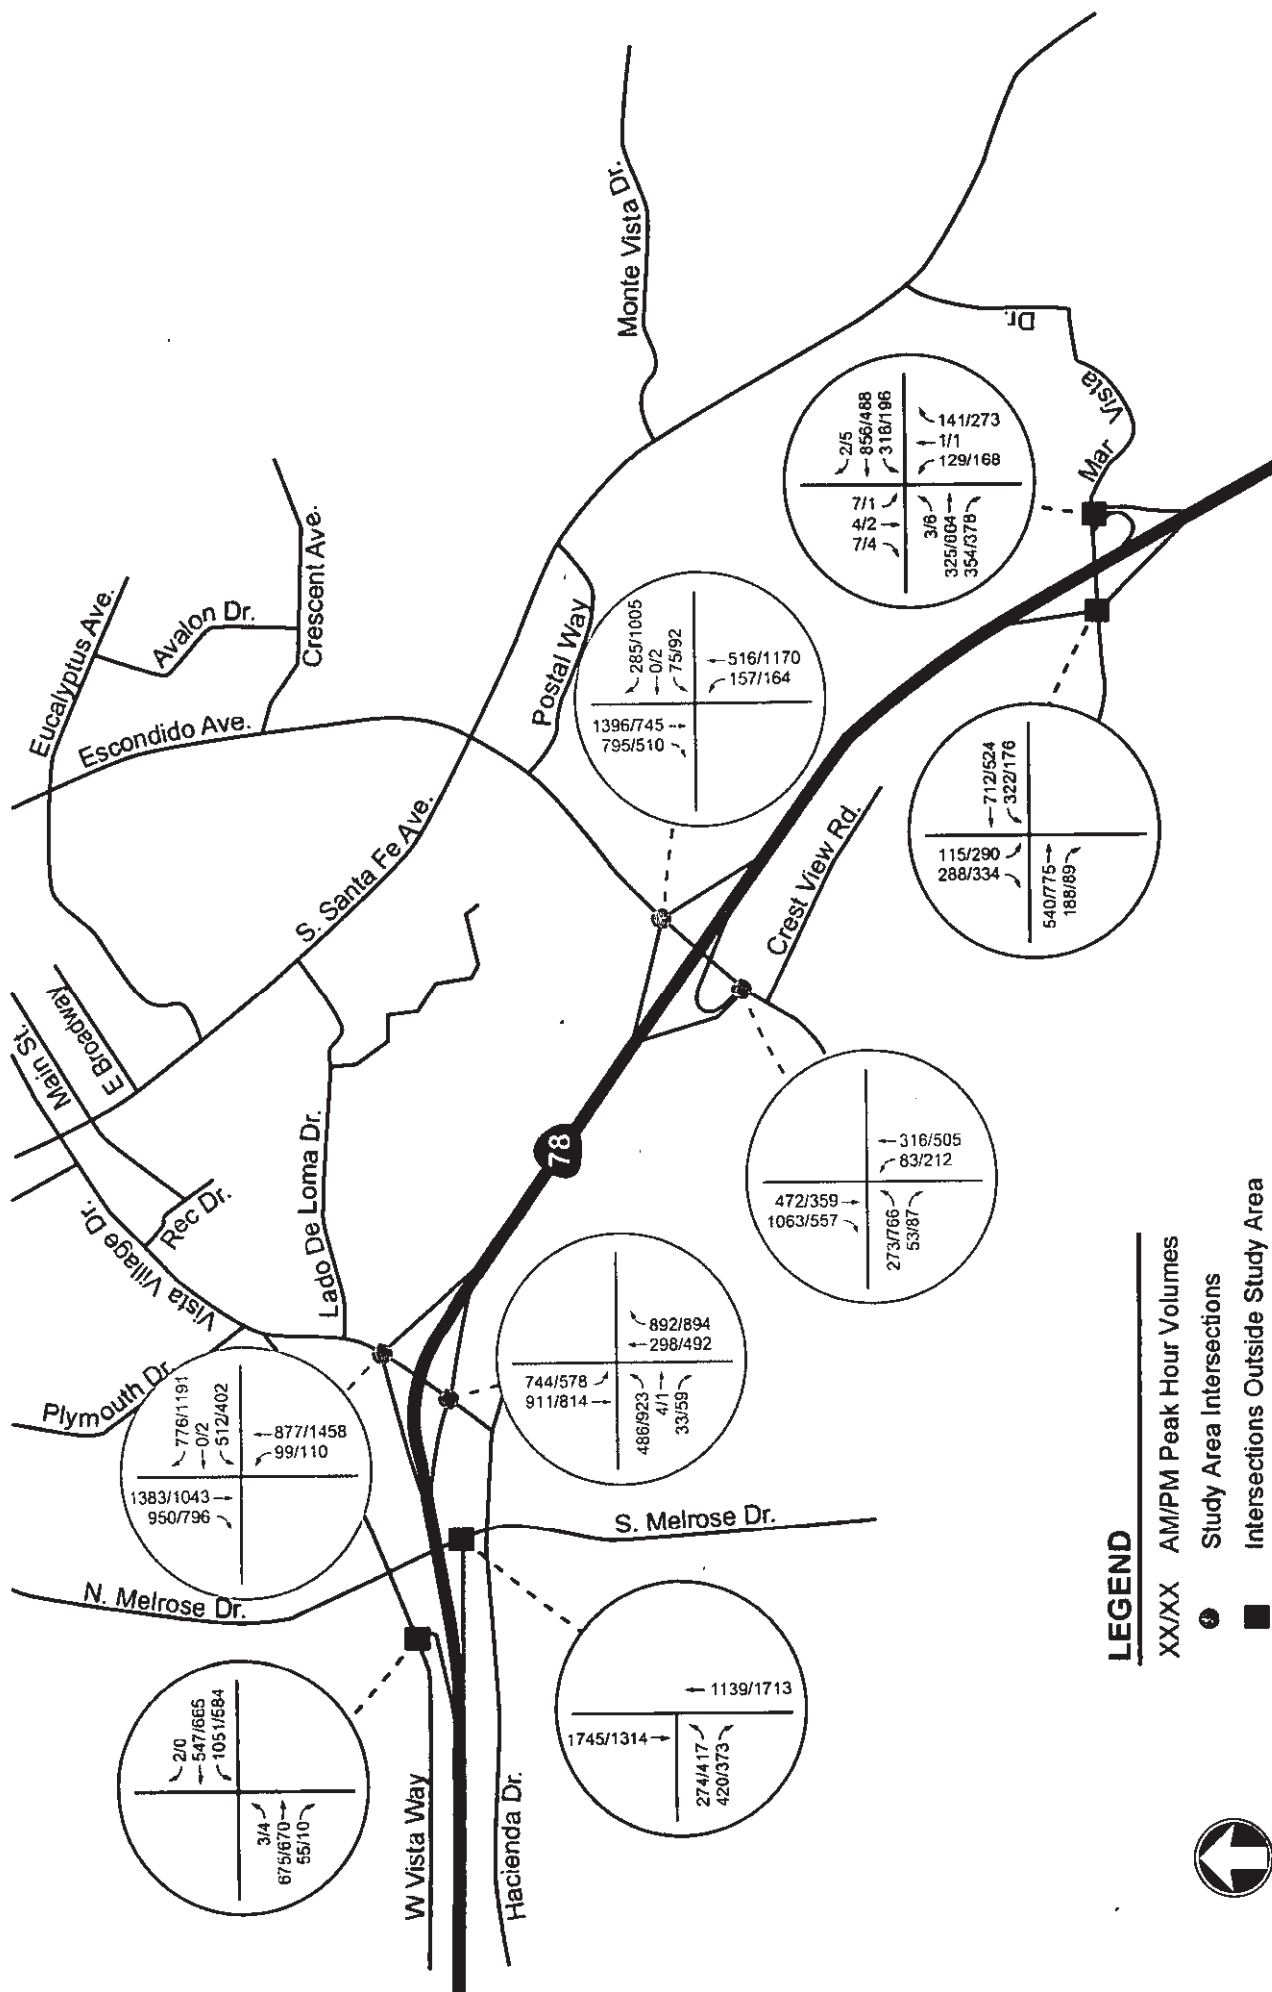 Eucalyptus Ave.
Avalon Dr.
Crescent Ave.
Escondido Ave.
Monte Vista Dr.
Postal Way
S. Santa Fe Ave.
Main St.
E Broadway
Rec Dr.
Vista Village Dr.
Lado De Loma Dr.
Plymouth Dr.
N. Melrose Dr.
S. Melrose Dr.
W Vista Way
Hacienda Dr.
Crest View Rd.
Mar Vista Dr.
78
2/5
856/488
318/196
7/1
4/2
7/4
3/6
325/664
354/378
141/273
1/1
129/168
285/1005
0/2
75/92
1396/745
795/510
516/1170
157/164
712/524
322/176
115/290
288/334
540/775
188/89
472/359
1063/557
316/505
83/212
273/766
53/87
744/578
911/814
892/894
298/492
486/923
4/1
33/59
776/1191
0/2
512/402
1383/1043
950/796
877/1458
99/110
2/0
547/665
1051/584
3/4
675/670
55/10
1745/1314
1139/1713
274/417
420/373
LEGEND
XX/XX AM/PM Peak Hour Volumes
Study Area Intersections
Intersections Outside Study Area